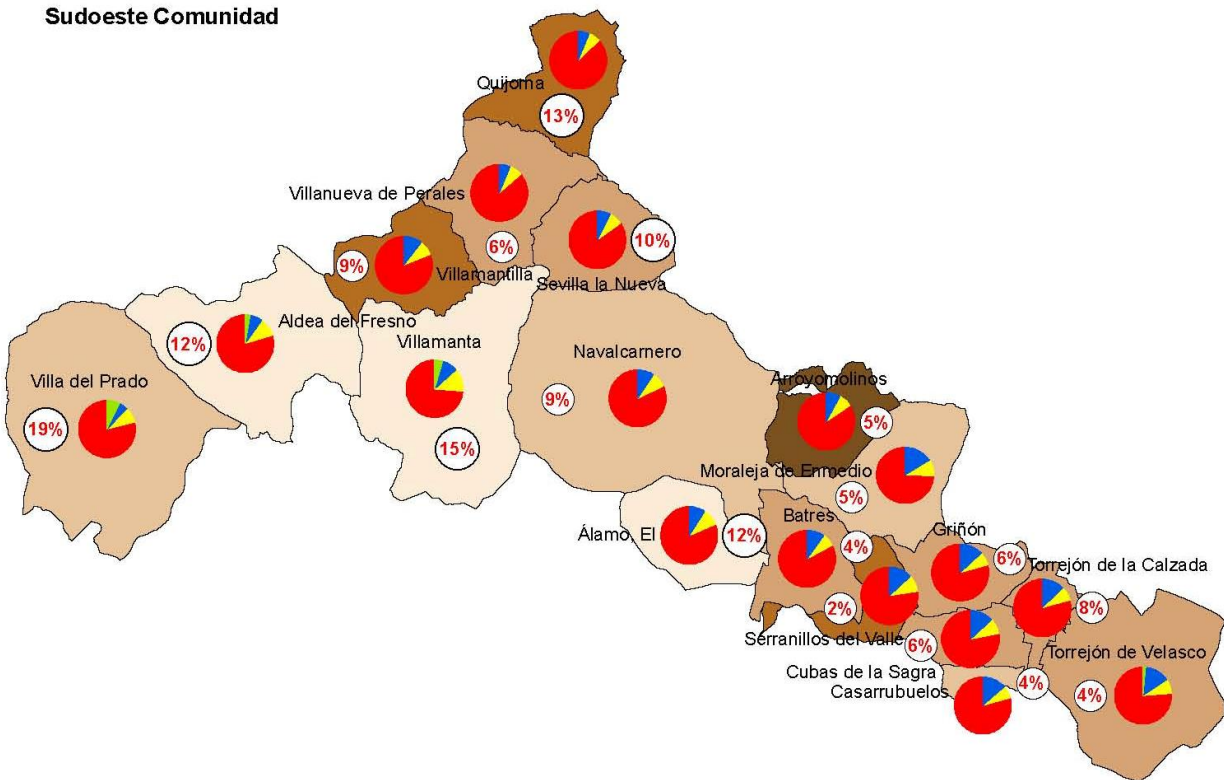 Sudoeste Comunidad
Quijorna
13%
Villanueva de Perales
6%
10%
9%
Villamantilla
Sevilla la Nueva
Aldea del Fresno
12%
Villamanta
Navalcarnero
Arroyomolinos
Villa del Prado
9%
5%
19%
15%
Moraleja de Enmedio
5%
Álamo, El
12%
Batres
4%
Griñón
6%
Torrejón de la Calzada
2%
8%
Serranillos del Valle
6%
Torrejón de Velasco
Cubas de la Sagra
4%
Casarrubuelos
4%